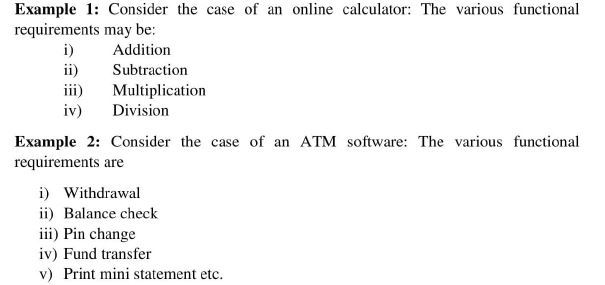 Example 1: Consider the case of an online calculator: The various functional
requirements may be:
i) Addition
ii) Subtraction
iii) Multiplication
iv) Division
Example 2: Consider the case of an ATM software: The various functional
requirements are
i) Withdrawal
ii) Balance check
iii) Pin change
iv) Fund transfer
v) Print mini statement etc.